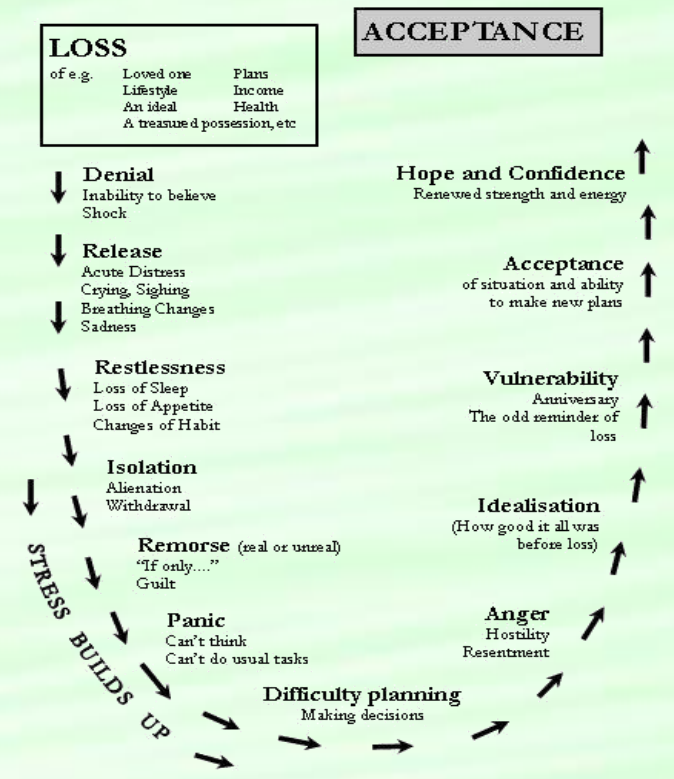 LOSS
of e.g. Loved one Plans
Lifestyle Income
An ideal Health
A treasured possession, etc
Denial
Inability to believe
Shock
Release
Acute Distress
Crying, Sighing
Breathing Changes
Sadness
Restlessness
Loss of Sleep
Loss of Appetite
Changes of Habit
Isolation
Alienation
Withdrawal
Remorse (real or unreal)
“If only....”
Guilt
Panic
Can’t think
Can’t do usual tasks
STRESS BUILDS UP
Difficulty planning
Making decisions
Anger
Hostility
Resentment
Idealisation
(How good it all was
before loss)
Vulnerability
Anniversary
The odd reminder of
loss
Acceptance
of situation and ability
to make new plans
Hope and Confidence
Renewed strength and energy
ACCEPTANCE